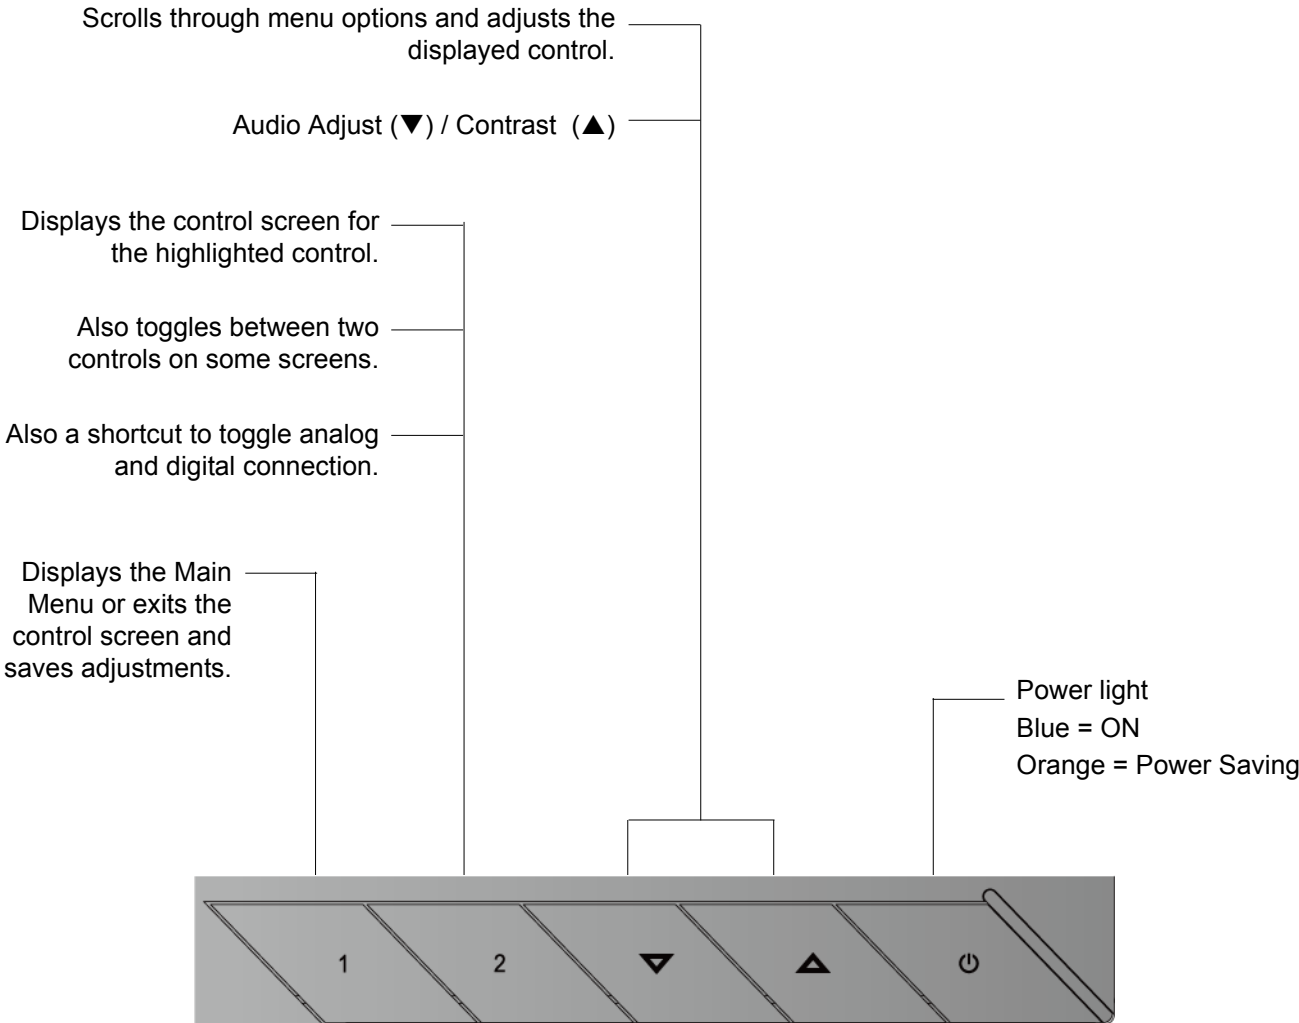 Scrolls through menu options and adjusts the
displayed control.
Audio Adjust (▼) / Contrast (▲)
Displays the control screen for
the highlighted control.
Also toggles between two
controls on some screens.
Also a shortcut to toggle analog
and digital connection.
Displays the Main
Menu or exits the
control screen and
saves adjustments.
Power light
Blue = ON
Orange = Power Saving
1 2